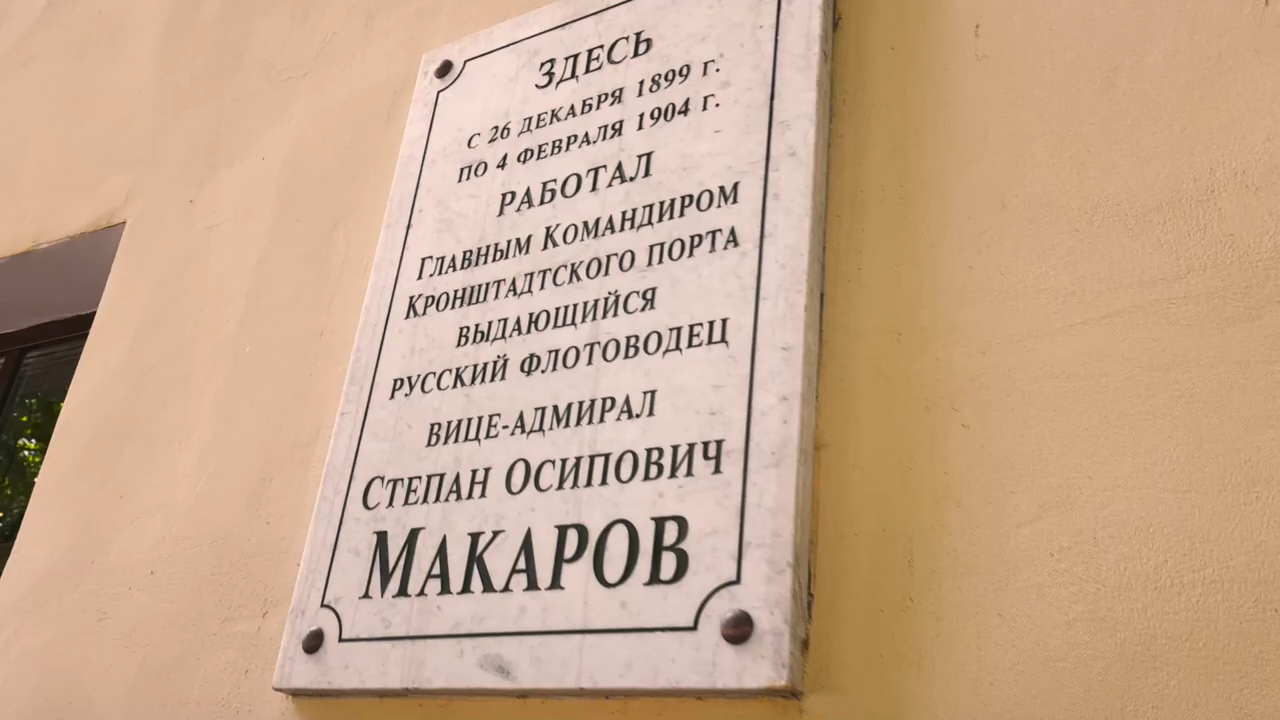 ЗДЕСЬ
С 26 ДЕКАБРЯ 1899 г.
ПО 4 ФЕВРАЛЯ 1904 г.
РАБОТАЛ
ГЛАВНЫМ КОМАНДИРОМ
КРОНШТАДТСКОГО ПОРТА
ВЫДАЮЩИЙСЯ
РУССКИЙ ФЛОТОВОДЕЦ
ВИЦЕ-АДМИРАЛ
СТЕПАН ОСИПОВИЧ
МАКАРОВ